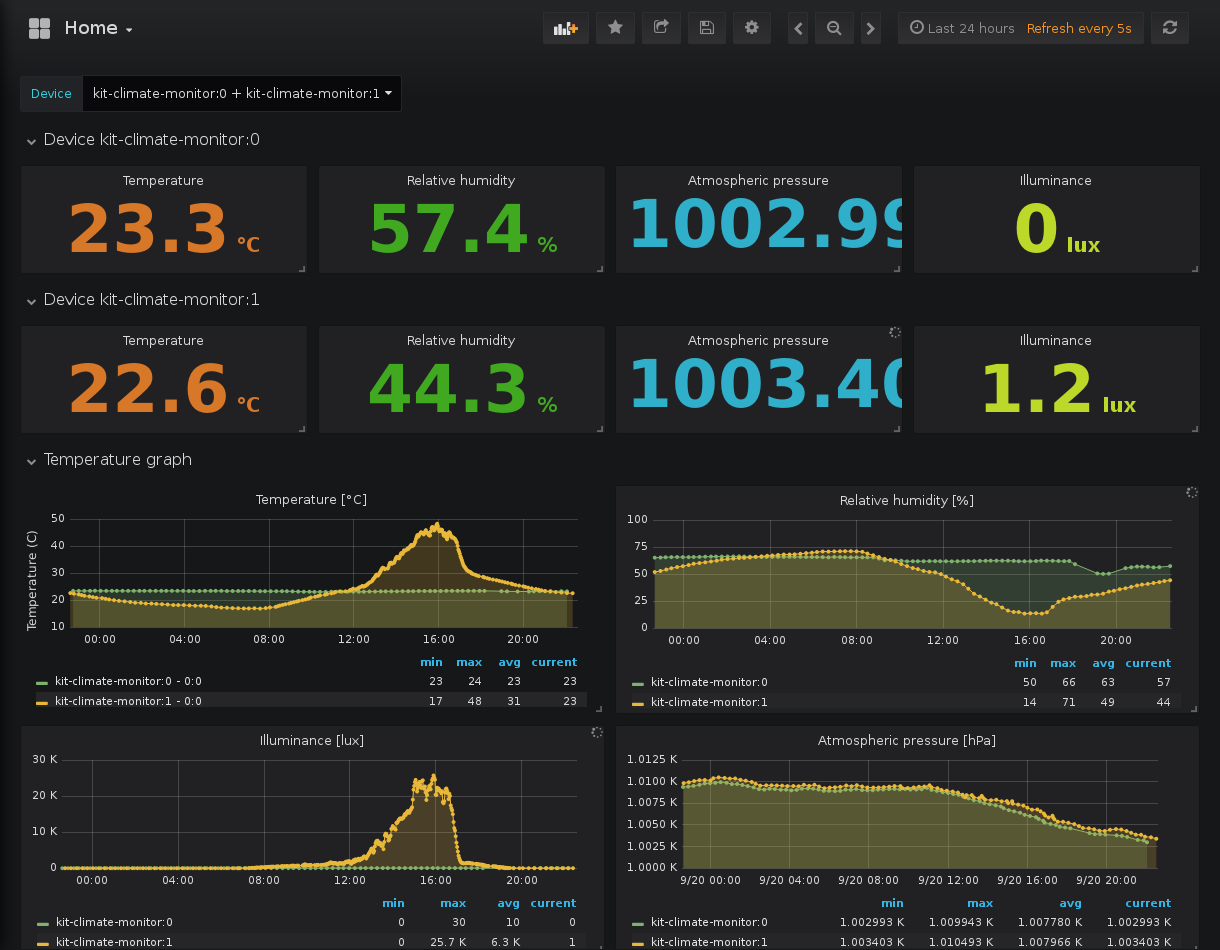 Home
Last 24 hours Refresh every 5s
Device kit-climate-monitor:0 + kit-climate-monitor:1
Device kit-climate-monitor:0
Temperature Relative humidity Atmospheric pressure Illuminance
23.3 °C 57.4 % 1002.99 0 lux
Device kit-climate-monitor:1
Temperature Relative humidity Atmospheric pressure Illuminance
22.6 °C 44.3 % 1003.40 1.2 lux
Temperature graph
Temperature [°C]
Temperature (C)
50
40
30
20
10
00:00 04:00 08:00 12:00 16:00 20:00
min max avg current
kit-climate-monitor:0 - 0:0 23 24 23 23
kit-climate-monitor:1 - 0:0 17 48 31 23
Relative humidity [%]
100
75
50
25
0
00:00 04:00 08:00 12:00 16:00 20:00
min max avg current
kit-climate-monitor:0 50 66 63 57
kit-climate-monitor:1 14 71 49 44
Illuminance [lux]
30 K
20 K
10 K
0
00:00 04:00 08:00 12:00 16:00 20:00
min max avg current
kit-climate-monitor:0 0 30 10 0
kit-climate-monitor:1 0 25.7 K 6.3 K 1
Atmospheric pressure [hPa]
1.0125 K
1.0100 K
1.0075 K
1.0050 K
1.0025 K
1.0000 K
9/20 00:00 9/20 04:00 9/20 08:00 9/20 12:00 9/20 16:00 9/20 20:00
min max avg current
kit-climate-monitor:0 1.002993 K 1.009943 K 1.007780 K 1.002993 K
kit-climate-monitor:1 1.003403 K 1.010493 K 1.007966 K 1.003403 K